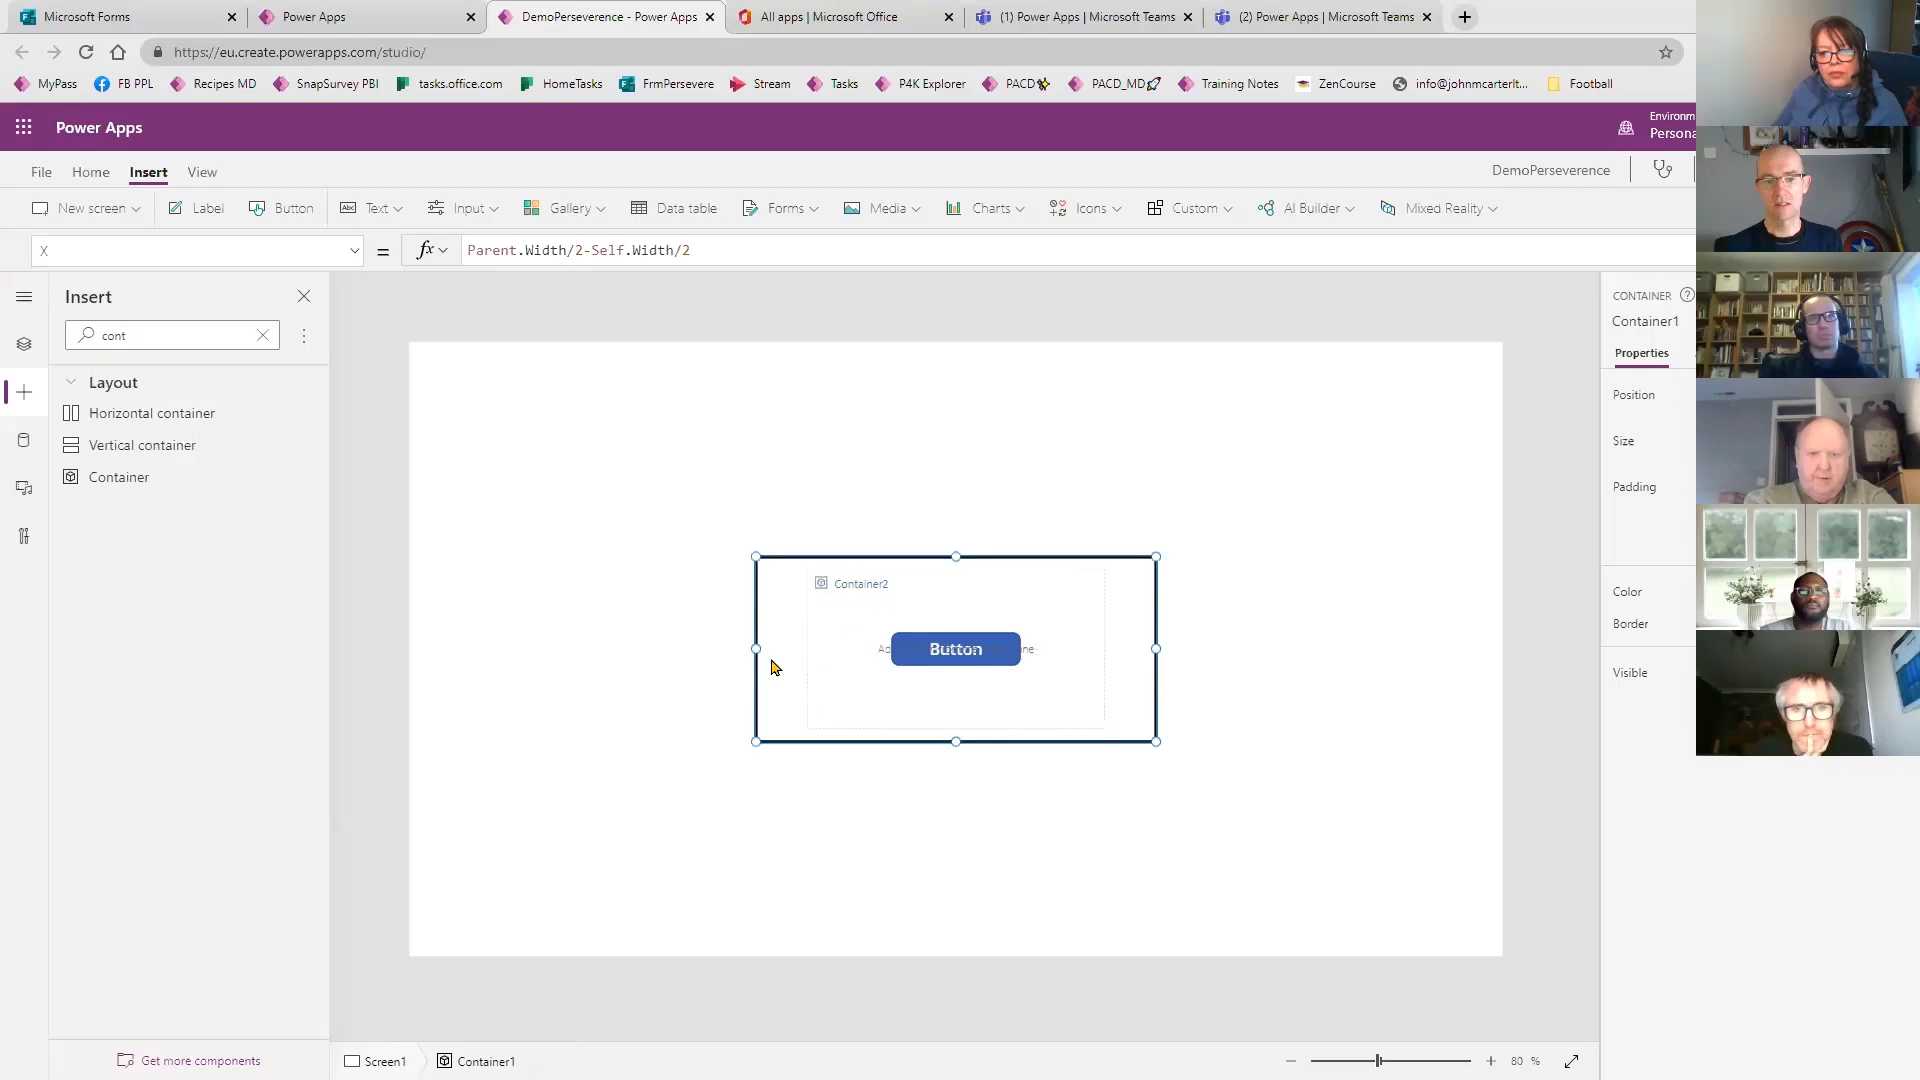 Microsoft Forms
Power Apps
DemoPerseverence - Power Apps
All apps | Microsoft Office
(1) Power Apps | Microsoft Teams
(2) Power Apps | Microsoft Teams
https://eu.create.powerapps.com/studio/
MyPass
FB PPL
Recipes MD
SnapSurvey PBI
tasks.office.com
HomeTasks
FrmPersevere
Stream
Tasks
P4K Explorer
PACD
PACD_MD
Training Notes
ZenCourse
info@johnmcarterlt...
Football
Power Apps
Environm
Persona
File
Home
Insert
View
DemoPerseverence
New screen
Label
Button
Text
Input
Gallery
Data table
Forms
Media
Charts
Icons
Custom
AI Builder
Mixed Reality
X
=
fx
Parent.Width/2-Self.Width/2
Insert
cont
Layout
Horizontal container
Vertical container
Container
Get more components
Container2
Button
CONTAINER
Container1
Properties
Position
Size
Padding
Color
Border
Visible
Screen1
Container1
80 %